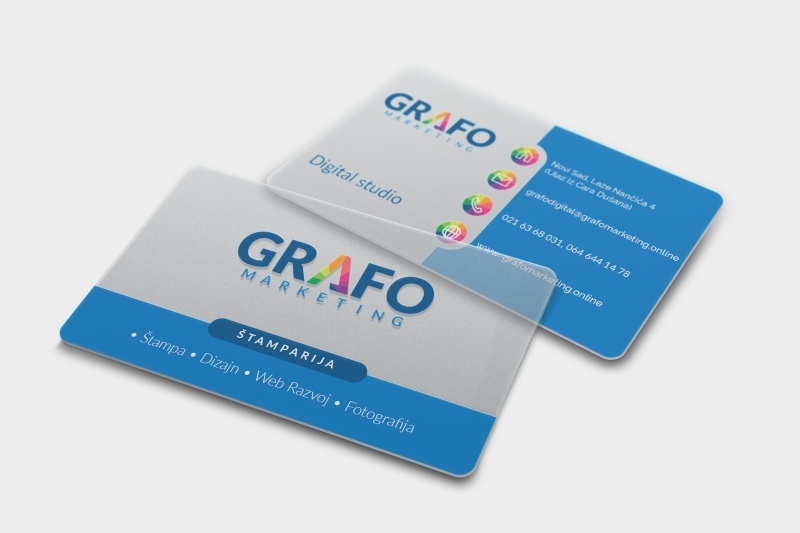 GRAFO
MARKETING
Digital studio
Novi Sad, Laze Nančića 4
(Ulaz iz Cara Dušana)
grafodigital@grafomarketing.online
021 63 68 031, 064 644 14 78
www.grafomarketing.online
GRAFO
MARKETING
ŠTAMPARIJA
• Štampa • Dizajn • Web Razvoj • Fotografija